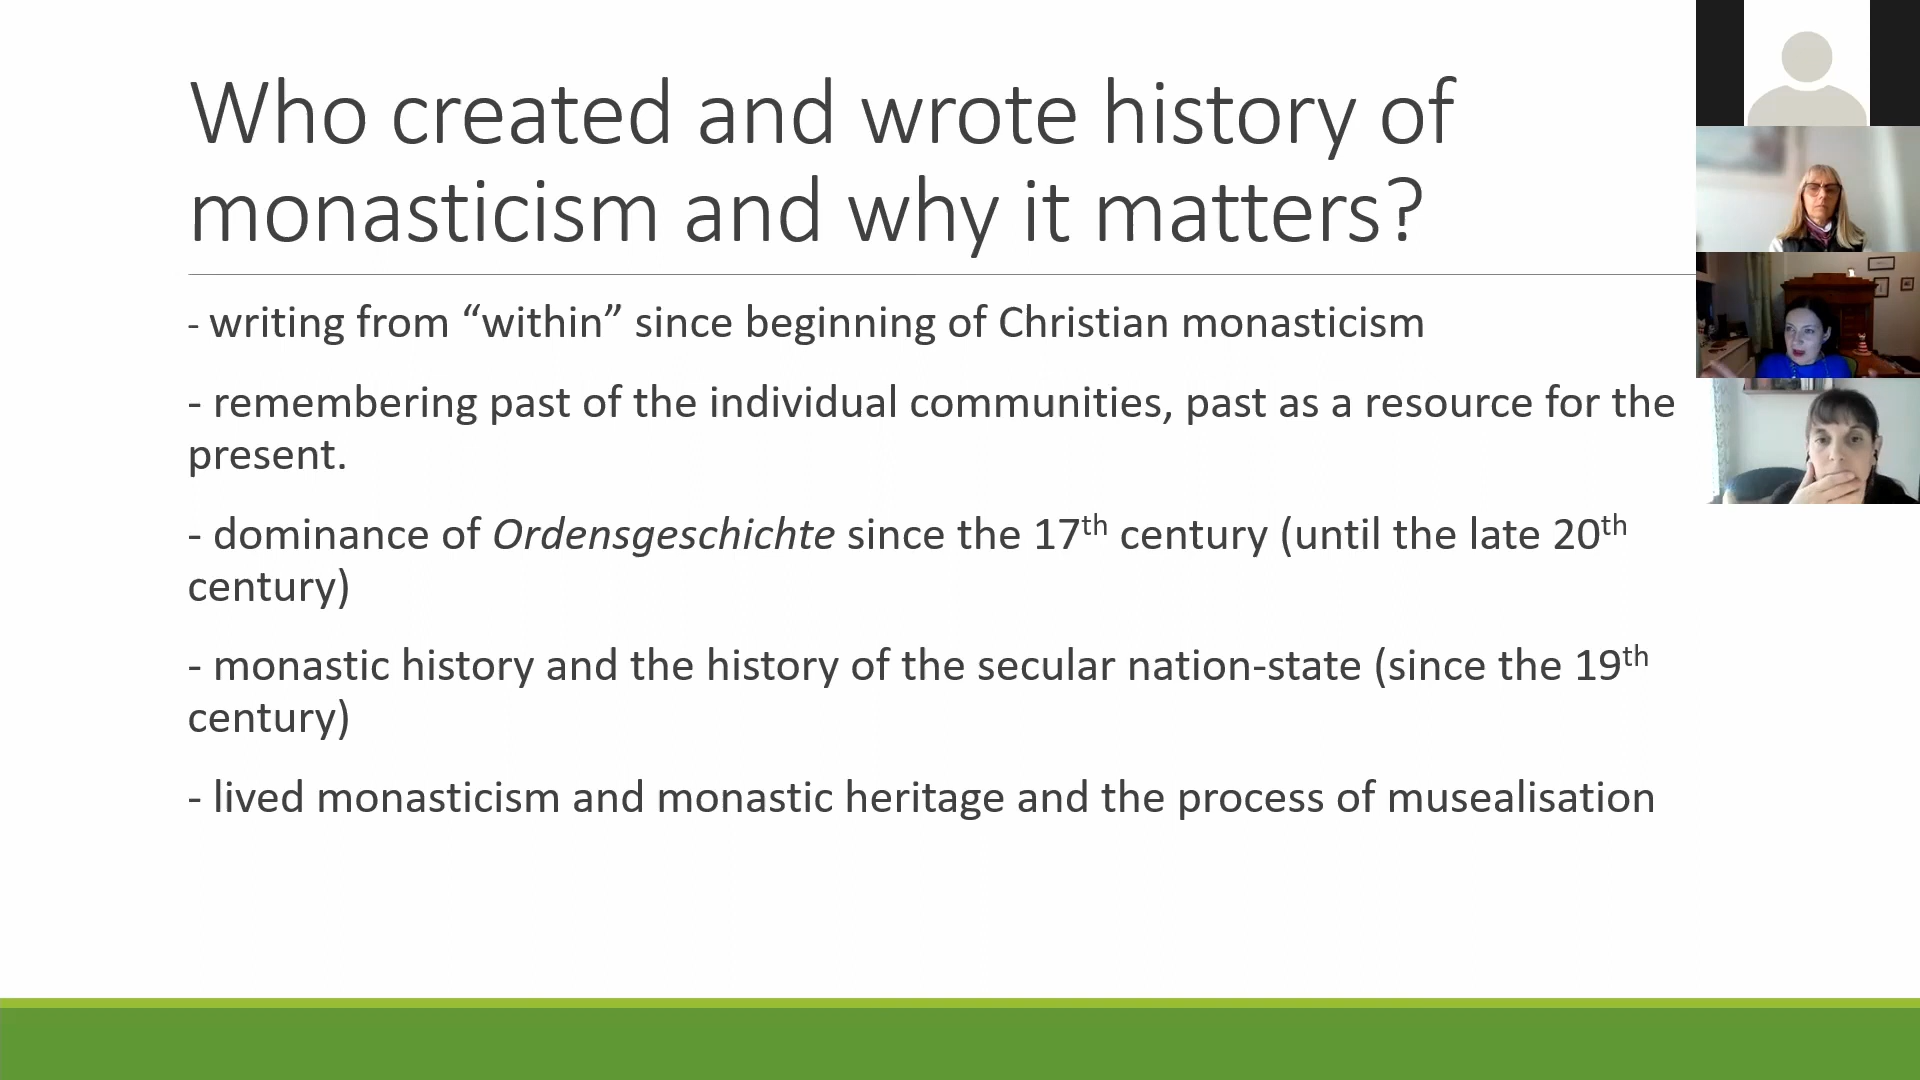 Who created and wrote history of
monasticism and why it matters?
- writing from “within” since beginning of Christian monasticism
- remembering past of the individual communities, past as a resource for the
present.
- dominance of Ordensgeschichte since the 17th century (until the late 20th
century)
- monastic history and the history of the secular nation-state (since the 19th
century)
- lived monasticism and monastic heritage and the process of musealisation